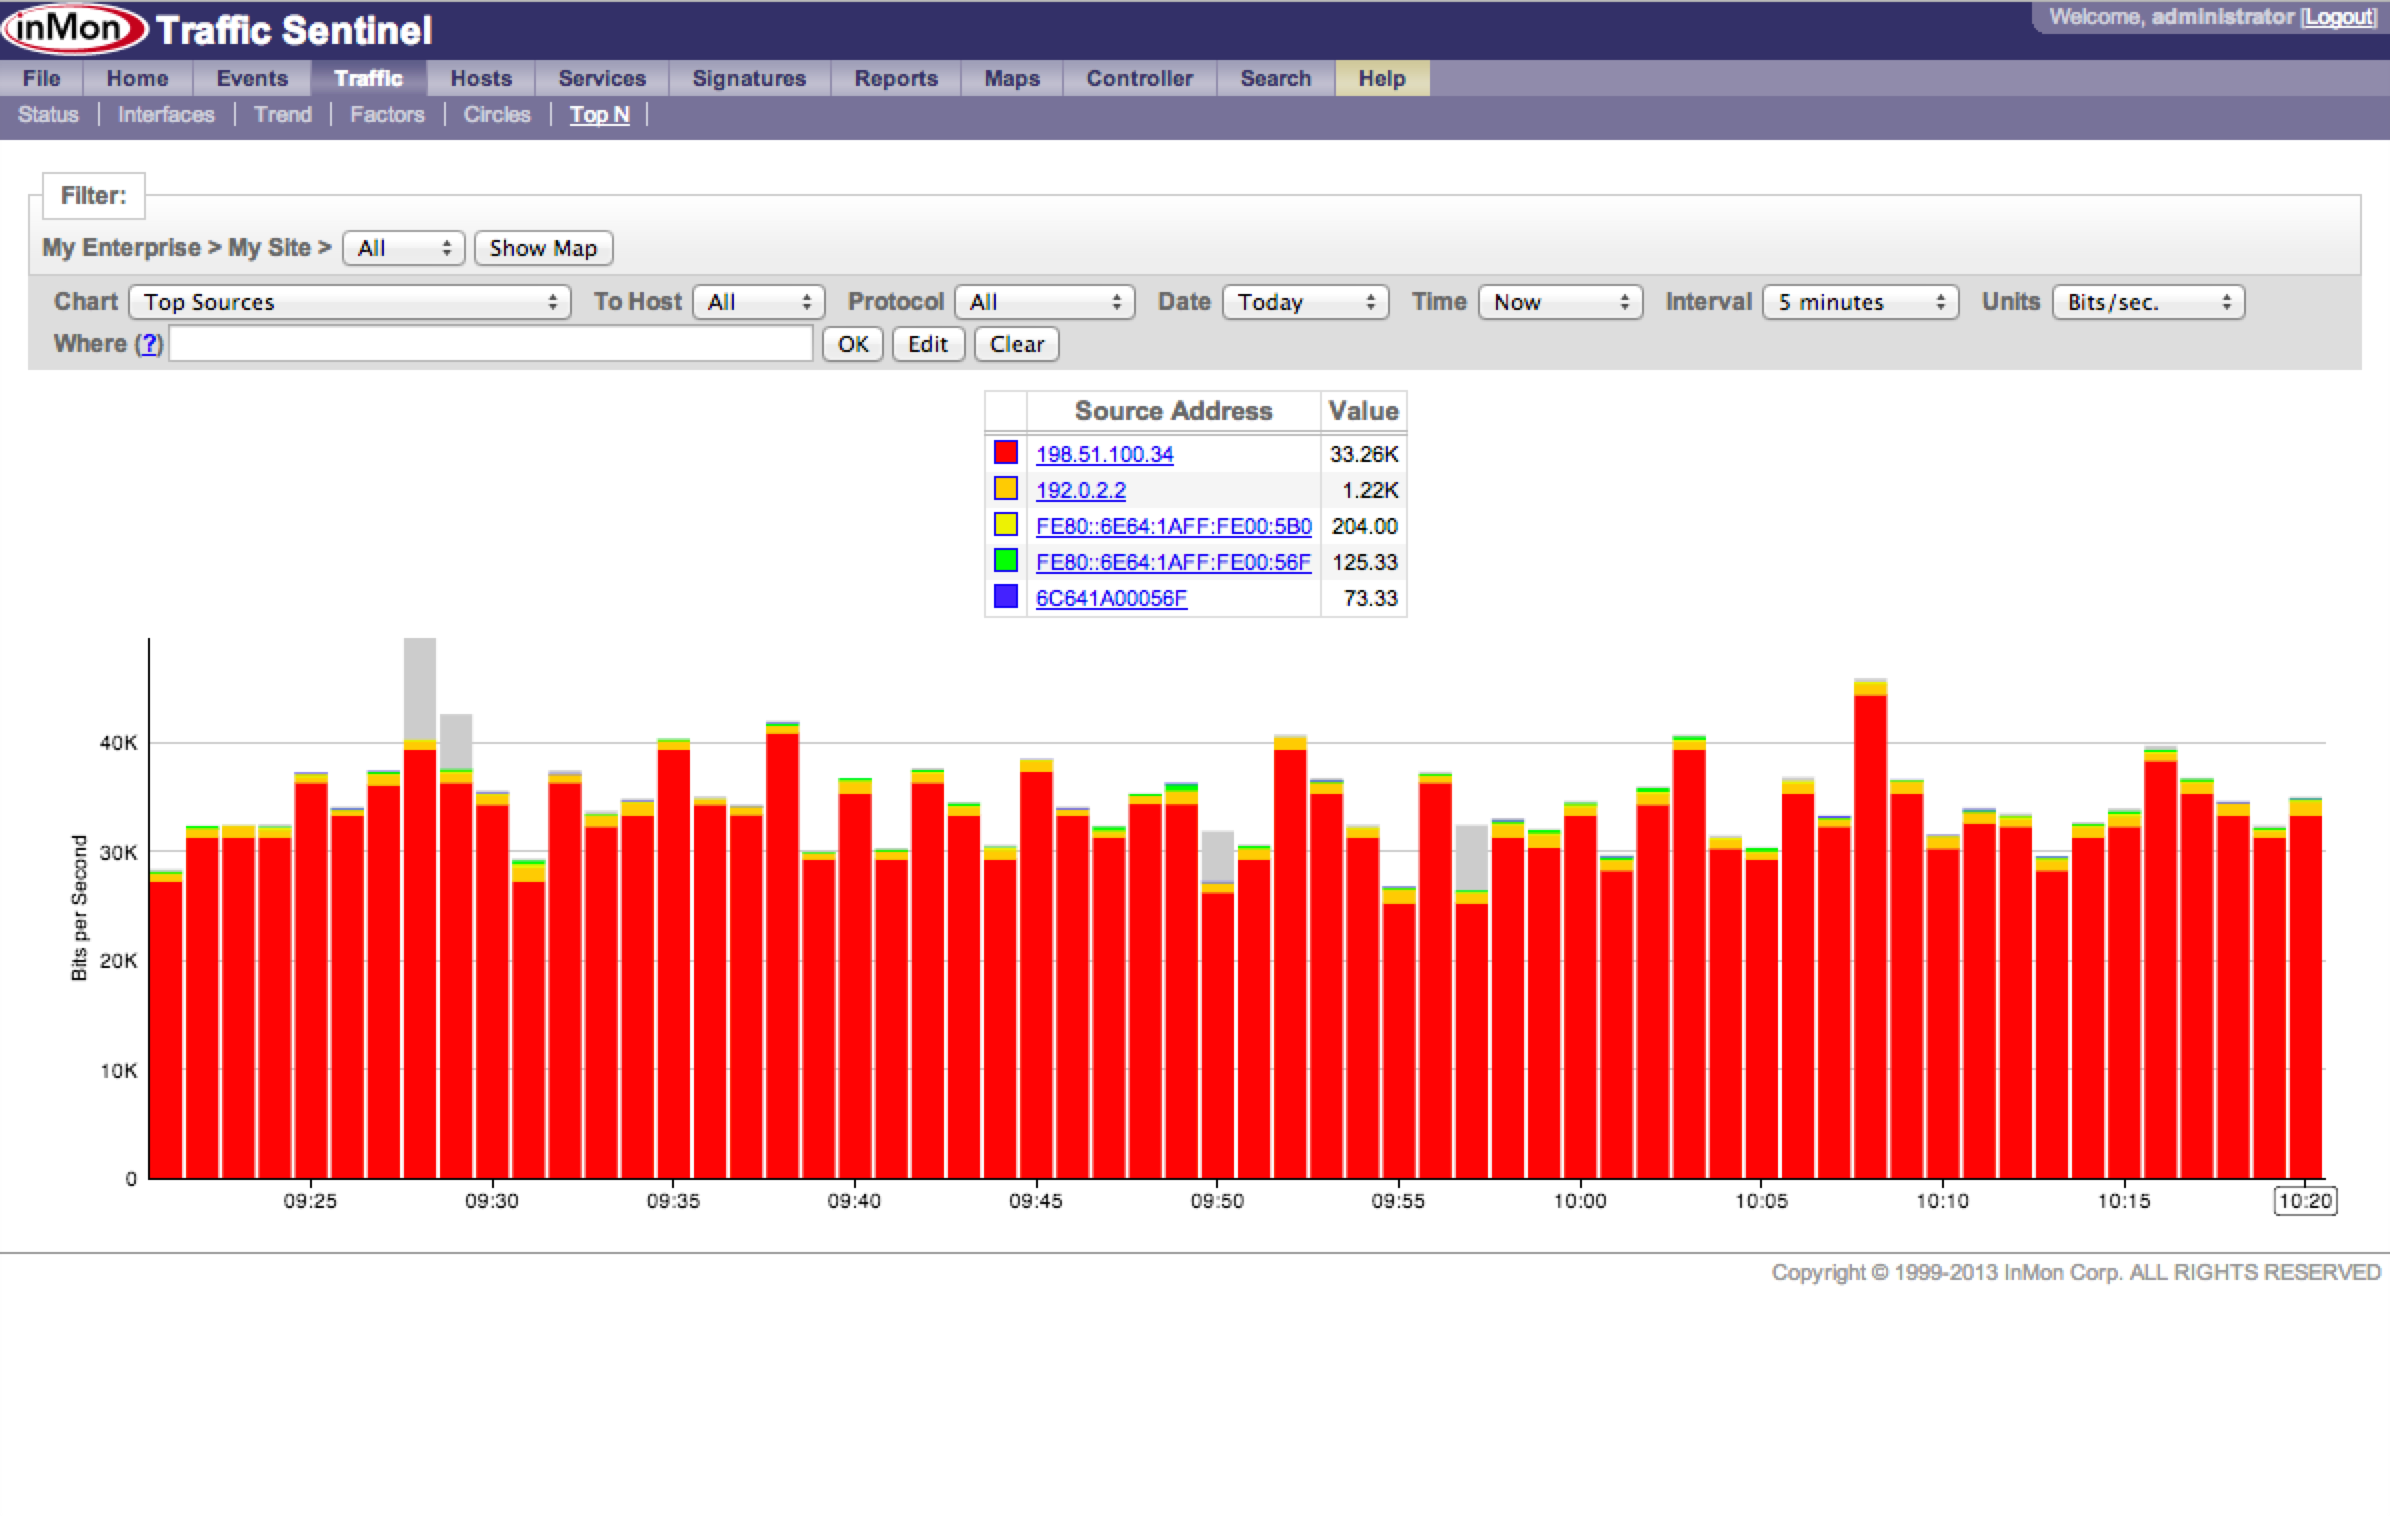 inMon Traffic Sentinel
Welcome, administrator [Logout]
File Home Events Traffic Hosts Services Signatures Reports Maps Controller Search Help
Status | Interfaces | Trend | Factors | Circles | Top N |
Filter:
My Enterprise > My Site > All Show Map
Chart Top Sources To Host All Protocol All Date Today Time Now Interval 5 minutes Units Bits/sec.
Where (?) OK Edit Clear
Source Address Value
198.51.100.34 33.26K
192.0.2.2 1.22K
FE80::6E64:1AFF:FE00:5B0 204.00
FE80::6E64:1AFF:FE00:56F 125.33
6C641A00056F 73.33
Bits per Second
40K
30K
20K
10K
0
09:25 09:30 09:35 09:40 09:45 09:50 09:55 10:00 10:05 10:10 10:15 10:20
Copyright © 1999-2013 InMon Corp. ALL RIGHTS RESERVED